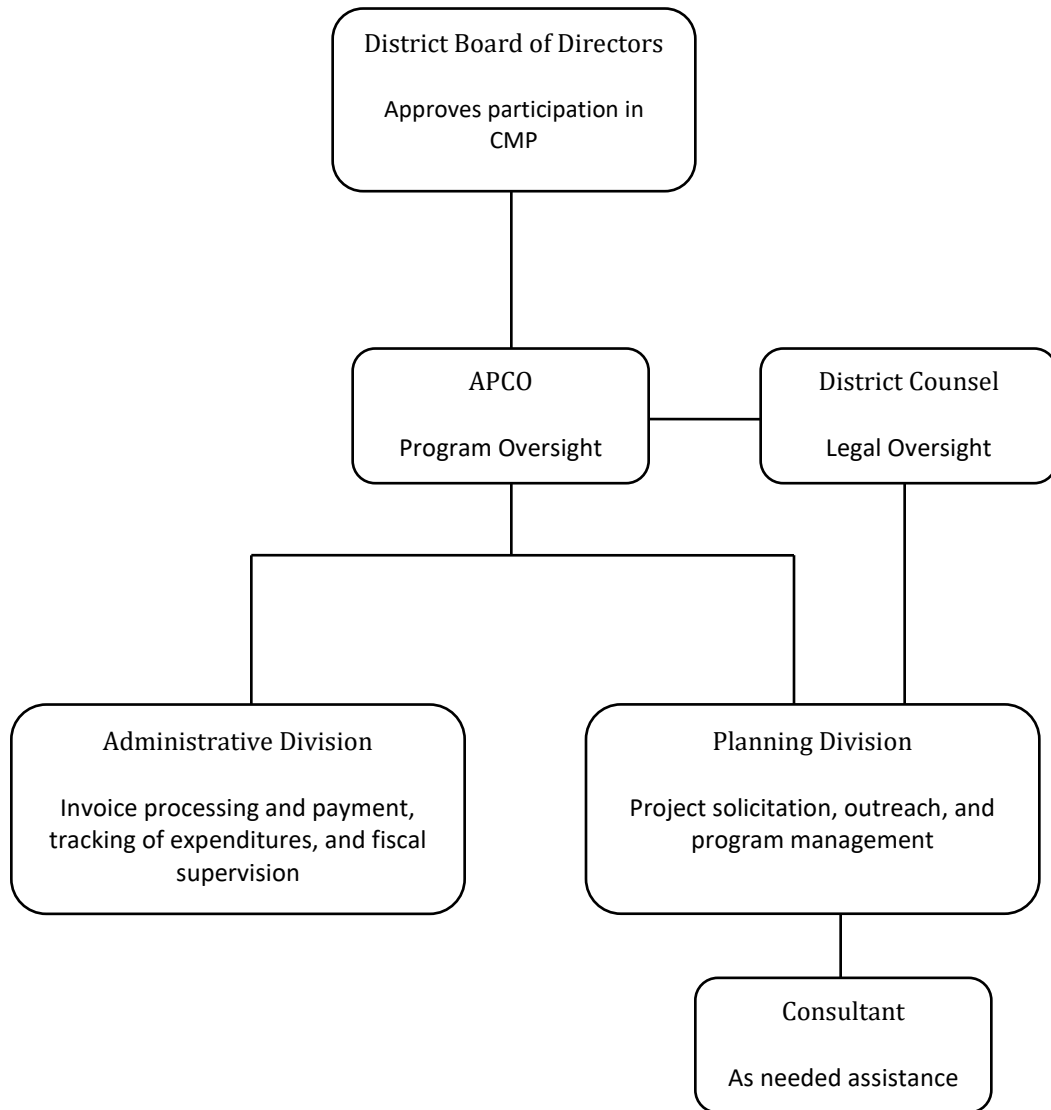 District Board of Directors
Approves participation in
CMP
APCO
Program Oversight
District Counsel
Legal Oversight
Administrative Division
Invoice processing and payment,
tracking of expenditures, and fiscal
supervision
Planning Division
Project solicitation, outreach, and
program management
Consultant
As needed assistance